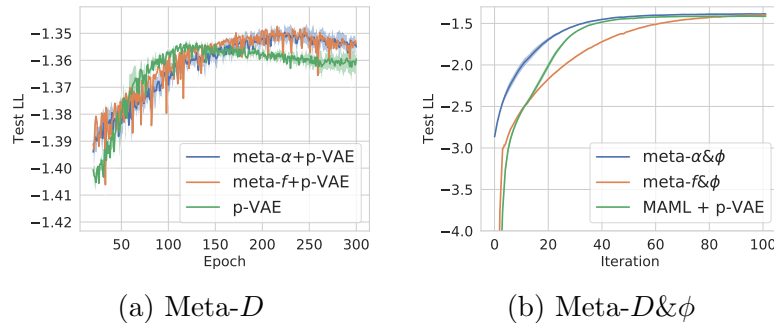 Test LL
−1.35
−1.36
−1.37
−1.38
−1.39
−1.40
−1.41
−1.42
50
100
150
200
250
300
Epoch
meta-α+p-VAE
meta-f+p-VAE
p-VAE
(a) Meta-D
Test LL
−1.5
−2.0
−2.5
−3.0
−3.5
−4.0
0
20
40
60
80
100
Iteration
meta-α&ϕ
meta-f&ϕ
MAML + p-VAE
(b) Meta-D&ϕ